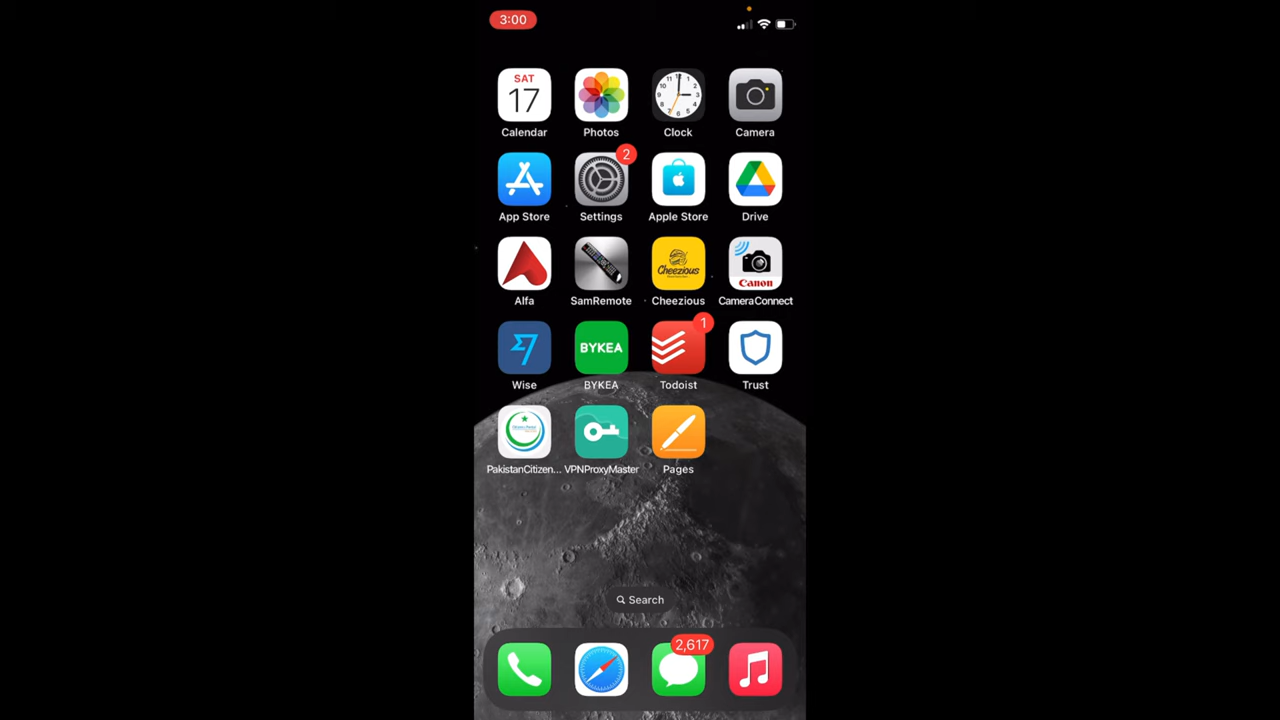 3:00
SAT
17
Calendar
Photos
Clock
Camera
2
App Store
Settings
Apple Store
Drive
Cheezious
Canon
Alfa
SamRemote
Cheezious
CameraConnect
BYKEA
1
Wise
BYKEA
Todoist
Trust
PakistanCitizen...
VPNProxyMaster
Pages
Search
2,617